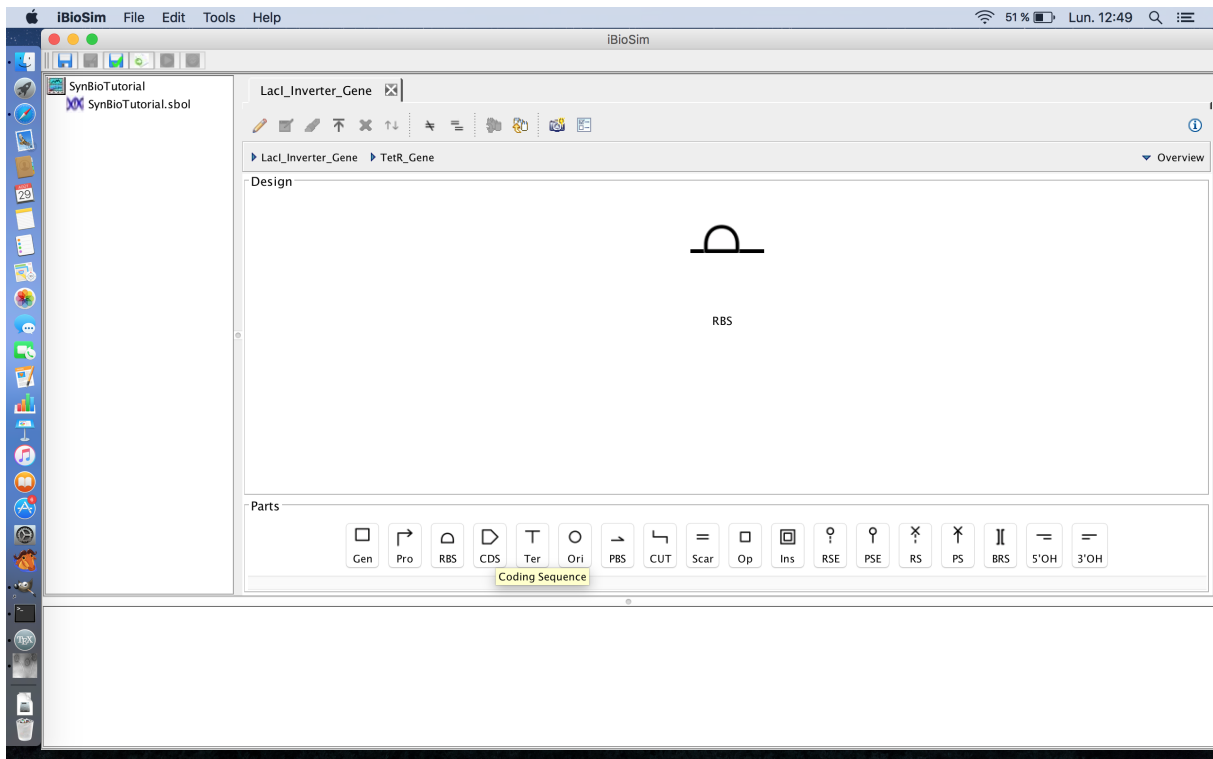 iBioSim File Edit Tools Help 51 % Lun. 12:49
iBioSim
SynBioTutorial
SynBioTutorial.sbol
LacI_Inverter_Gene
LacI_Inverter_Gene TetR_Gene Overview
Design
RBS
Parts
Gen Pro RBS CDS Ter Ori PBS CUT Scar Op Ins RSE PSE RS PS BRS 5'OH 3'OH
Coding Sequence
29
TeX